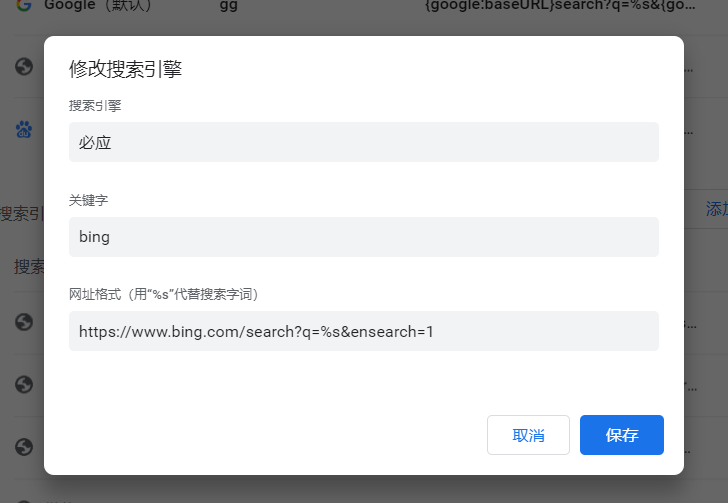 Google（默认） gg {google:baseURL}search?q=%s&{go…
修改搜索引擎
搜索引擎
必应
关键字
bing
网址格式（用“%s”代替搜索字词）
https://www.bing.com/search?q=%s&ensearch=1
取消 保存
搜索引
添加
搜索